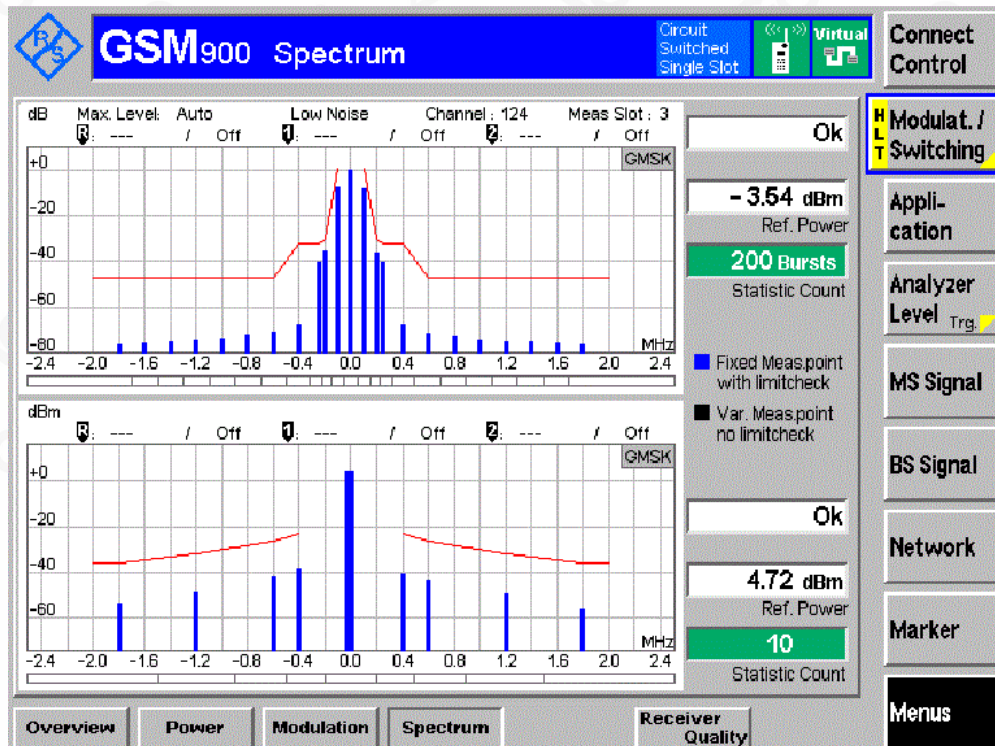 R&S
GSM900 Spectrum
Circuit Switched Single Slot
Virtual
Connect Control
dB Max. Level: Auto Low Noise Channel : 124 Meas Slot : 3
R: --- / Off 1: --- / Off 2: --- / Off
GMSK
+0
-20
-40
-60
-80
MHz
-2.4 -2.0 -1.6 -1.2 -0.8 -0.4 0.0 0.4 0.8 1.2 1.6 2.0 2.4
Ok
- 3.54 dBm
Ref. Power
200 Bursts
Statistic Count
Fixed Meas.point
with limitcheck
Var. Meas.point
no limitcheck
dBm
R: --- / Off 1: --- / Off 2: --- / Off
GMSK
+0
-20
-40
-60
MHz
-2.4 -2.0 -1.6 -1.2 -0.8 -0.4 0.0 0.4 0.8 1.2 1.6 2.0 2.4
Ok
4.72 dBm
Ref. Power
10
Statistic Count
HLT
Modulat. /
Switching
Appli-
cation
Analyzer
Level Trg.
MS Signal
BS Signal
Network
Marker
Menus
Overview Power Modulation Spectrum Receiver Quality